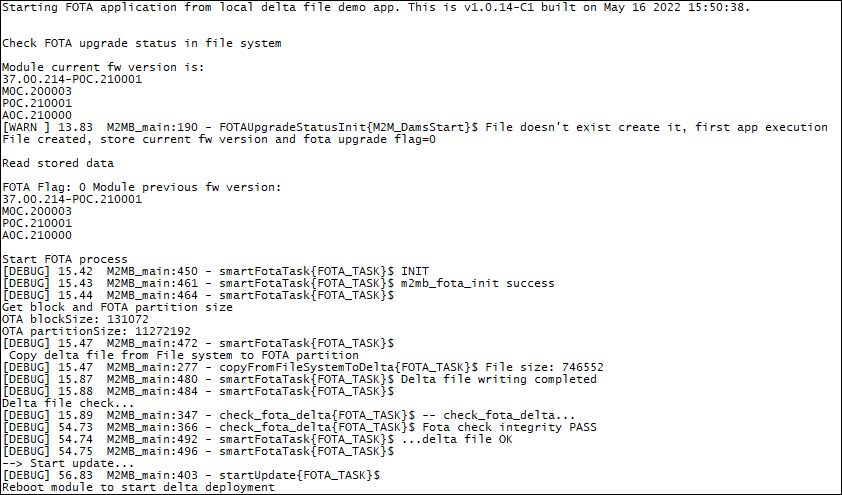 Starting FOTA application from local delta file demo app. This is v1.0.14-C1 built on May 16 2022 15:50:38.
Check FOTA upgrade status in file system
Module current fw version is:
37.00.214-P0C.210001
M0C.200003
P0C.210001
A0C.210000
[WARN ] 13.83  M2MB_main:190 - FOTAUpgradeStatusInit{M2M_DamsStart}$ File doesn't exist create it, first app execution
File created, store current fw version and fota upgrade flag=0
Read stored data
FOTA Flag: 0 Module previous fw version:
37.00.214-P0C.210001
M0C.200003
P0C.210001
A0C.210000
Start FOTA process
[DEBUG] 15.42  M2MB_main:450 - smartFotaTask{FOTA_TASK}$ INIT
[DEBUG] 15.43  M2MB_main:461 - smartFotaTask{FOTA_TASK}$ m2mb_fota_init success
[DEBUG] 15.44  M2MB_main:464 - smartFotaTask{FOTA_TASK}$
Get block and FOTA partition size
OTA blockSize: 131072
OTA partitionSize: 11272192
[DEBUG] 15.47  M2MB_main:472 - smartFotaTask{FOTA_TASK}$
Copy delta file from File system to FOTA partition
[DEBUG] 15.47  M2MB_main:277 - copyFromFileSystemToDelta{FOTA_TASK}$ File size: 746552
[DEBUG] 15.87  M2MB_main:480 - smartFotaTask{FOTA_TASK}$ Delta file writing completed
[DEBUG] 15.88  M2MB_main:484 - smartFotaTask{FOTA_TASK}$
Delta file check...
[DEBUG] 15.89  M2MB_main:347 - check_fota_delta{FOTA_TASK}$ -- check_fota_delta...
[DEBUG] 54.73  M2MB_main:366 - check_fota_delta{FOTA_TASK}$ Fota check integrity PASS
[DEBUG] 54.74  M2MB_main:492 - smartFotaTask{FOTA_TASK}$ ...delta file OK
[DEBUG] 54.75  M2MB_main:496 - smartFotaTask{FOTA_TASK}$
--> Start update...
[DEBUG] 56.83  M2MB_main:403 - startUpdate{FOTA_TASK}$
Reboot module to start delta deployment